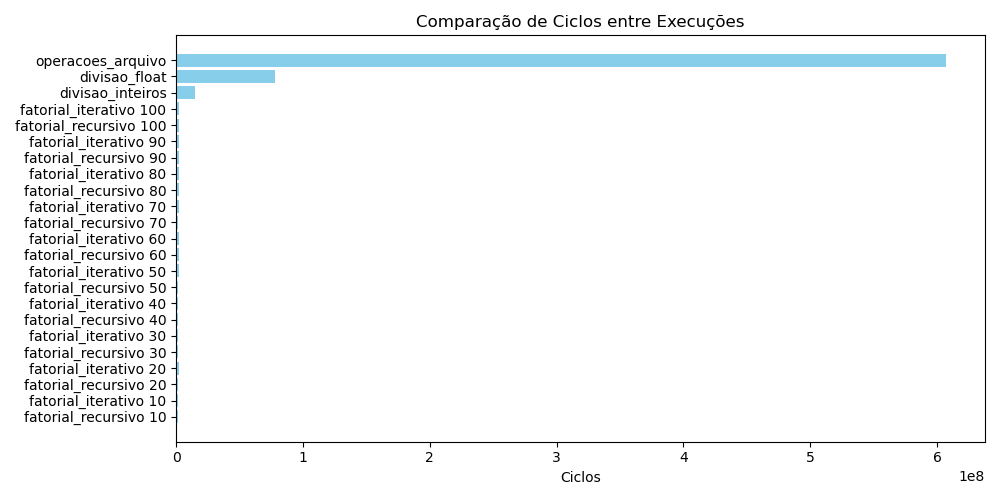 Comparação de Ciclos entre Execuções
operacoes_arquivo
divisao_float
divisao_inteiros
fatorial_iterativo 100
fatorial_recursivo 100
fatorial_iterativo 90
fatorial_recursivo 90
fatorial_iterativo 80
fatorial_recursivo 80
fatorial_iterativo 70
fatorial_recursivo 70
fatorial_iterativo 60
fatorial_recursivo 60
fatorial_iterativo 50
fatorial_recursivo 50
fatorial_iterativo 40
fatorial_recursivo 40
fatorial_iterativo 30
fatorial_recursivo 30
fatorial_iterativo 20
fatorial_recursivo 20
fatorial_iterativo 10
fatorial_recursivo 10
0 1 2 3 4 5 6
1e8
Ciclos